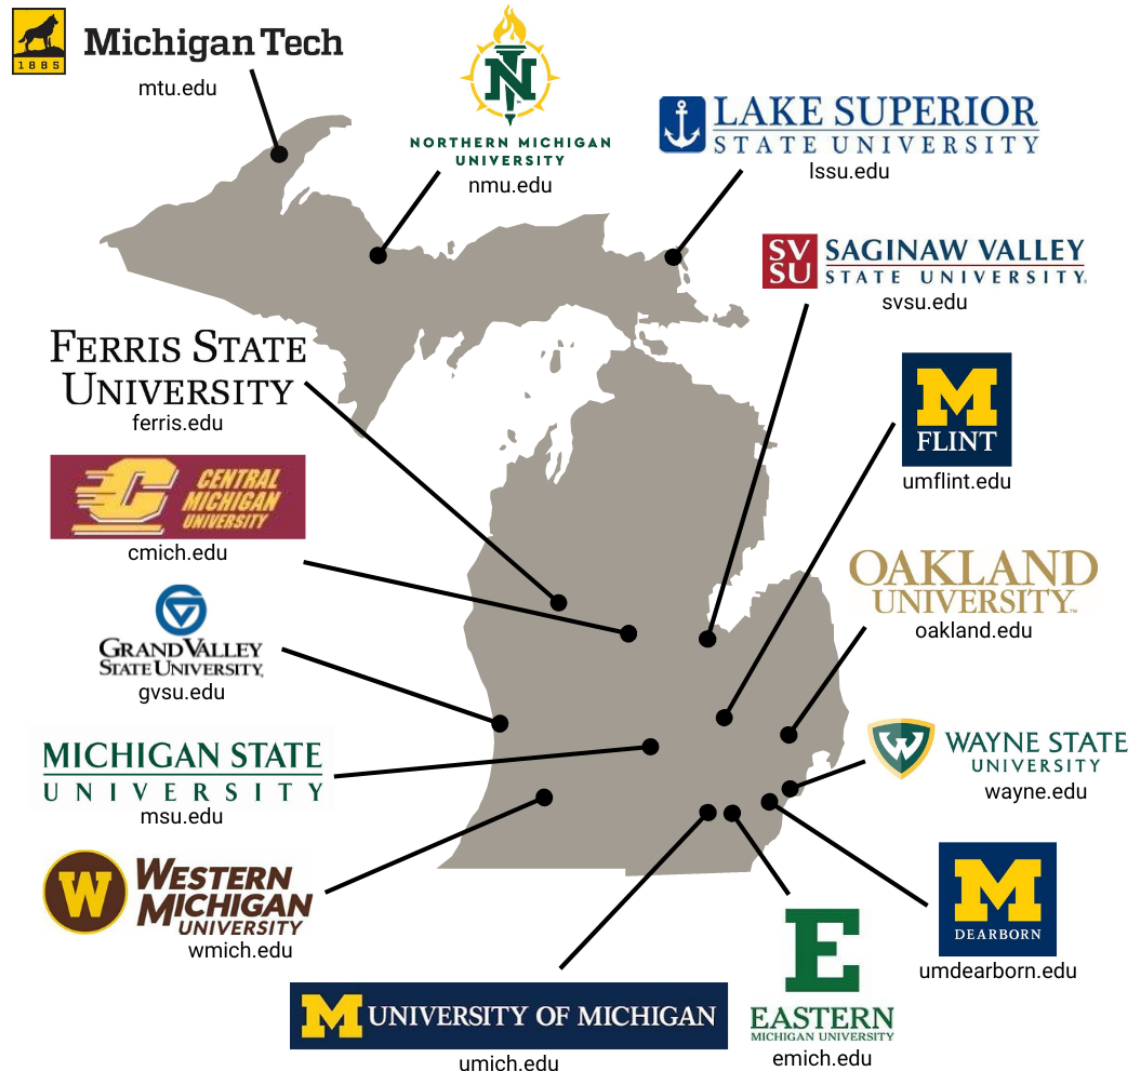 Michigan Tech
1885
mtu.edu
N
NORTHERN MICHIGAN
UNIVERSITY
nmu.edu
LAKE SUPERIOR
STATE UNIVERSITY
lssu.edu
SV
SU
SAGINAW VALLEY
STATE UNIVERSITY.
svsu.edu
FERRIS STATE
UNIVERSITY
ferris.edu
M
FLINT
umflint.edu
C
CENTRAL
MICHIGAN
UNIVERSITY
cmich.edu
OAKLAND
UNIVERSITY™
oakland.edu
GRAND VALLEY
STATE UNIVERSITY.
gvsu.edu
W
WAYNE STATE
UNIVERSITY
wayne.edu
MICHIGAN STATE
UNIVERSITY
msu.edu
W
WESTERN
MICHIGAN
UNIVERSITY
wmich.edu
M
DEARBORN
umdearborn.edu
E
EASTERN
MICHIGAN UNIVERSITY
emich.edu
M UNIVERSITY OF MICHIGAN
umich.edu